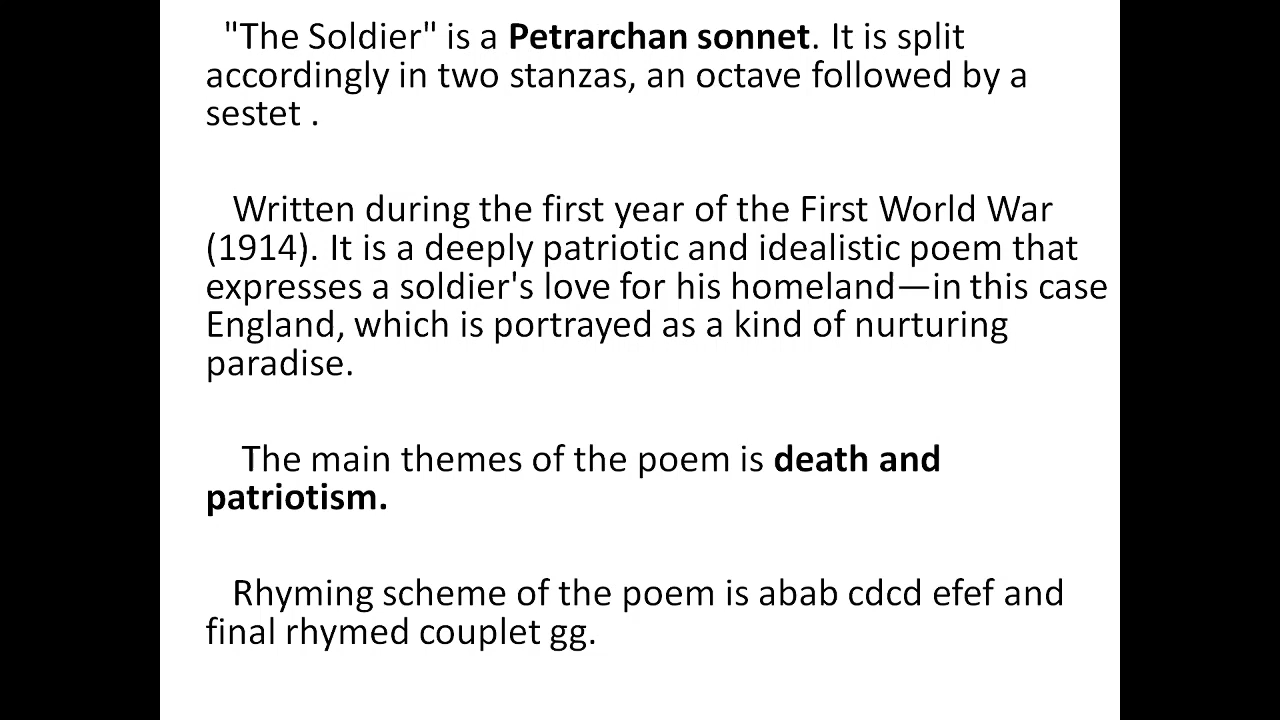 "The Soldier" is a Petrarchan sonnet. It is split
accordingly in two stanzas, an octave followed by a
sestet .
Written during the first year of the First World War
(1914). It is a deeply patriotic and idealistic poem that
expresses a soldier's love for his homeland—in this case
England, which is portrayed as a kind of nurturing
paradise.
The main themes of the poem is death and
patriotism.
Rhyming scheme of the poem is abab cdcd efef and
final rhymed couplet gg.